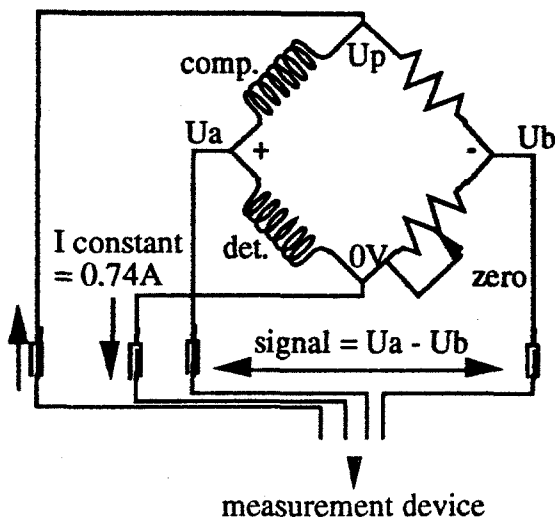 Up
comp.
Ua
Ub
+
-
I constant
= 0.74A
det.
0V
zero
signal = Ua - Ub
measurement device